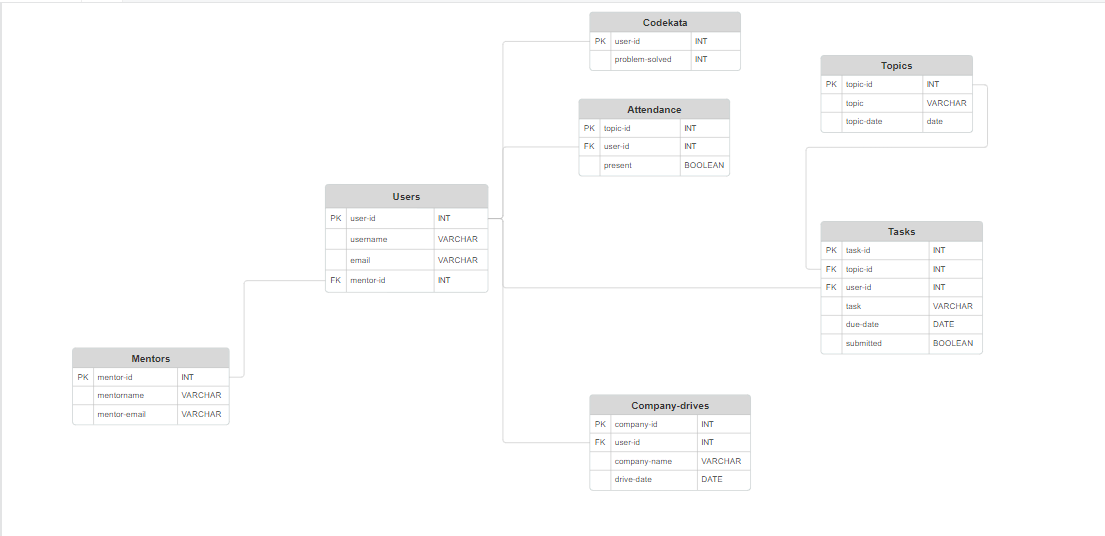 Codekata
PK user-id INT
problem-solved INT
Topics
PK topic-id INT
topic VARCHAR
topic-date date
Attendance
PK topic-id INT
FK user-id INT
present BOOLEAN
Users
PK user-id INT
username VARCHAR
email VARCHAR
FK mentor-id INT
Tasks
PK task-id INT
FK topic-id INT
FK user-id INT
task VARCHAR
due-date DATE
submitted BOOLEAN
Mentors
PK mentor-id INT
mentorname VARCHAR
mentor-email VARCHAR
Company-drives
PK company-id INT
FK user-id INT
company-name VARCHAR
drive-date DATE